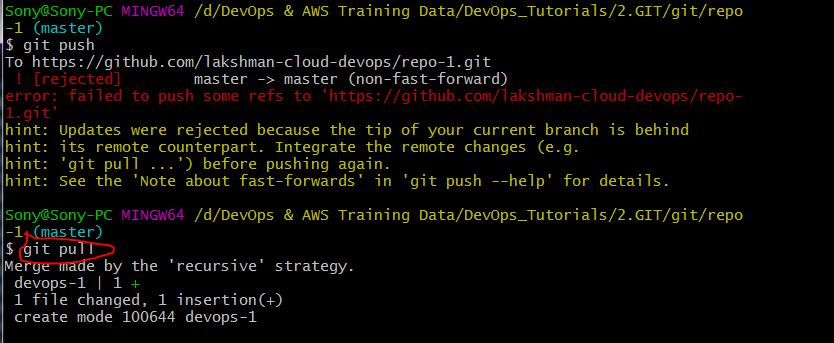 Sony@Sony-PC MINGW64 /d/DevOps & AWS Training Data/DevOps_Tutorials/2.GIT/git/repo
-1 (master)
$ git push
To https://github.com/lakshman-cloud-devops/repo-1.git
 ! [rejected]        master -> master (non-fast-forward)
error: failed to push some refs to 'https://github.com/lakshman-cloud-devops/repo-
1.git'
hint: Updates were rejected because the tip of your current branch is behind
hint: its remote counterpart. Integrate the remote changes (e.g.
hint: 'git pull ...') before pushing again.
hint: See the 'Note about fast-forwards' in 'git push --help' for details.
Sony@Sony-PC MINGW64 /d/DevOps & AWS Training Data/DevOps_Tutorials/2.GIT/git/repo
-1 (master)
$ git pull
Merge made by the 'recursive' strategy.
 devops-1 | 1 +
 1 file changed, 1 insertion(+)
 create mode 100644 devops-1